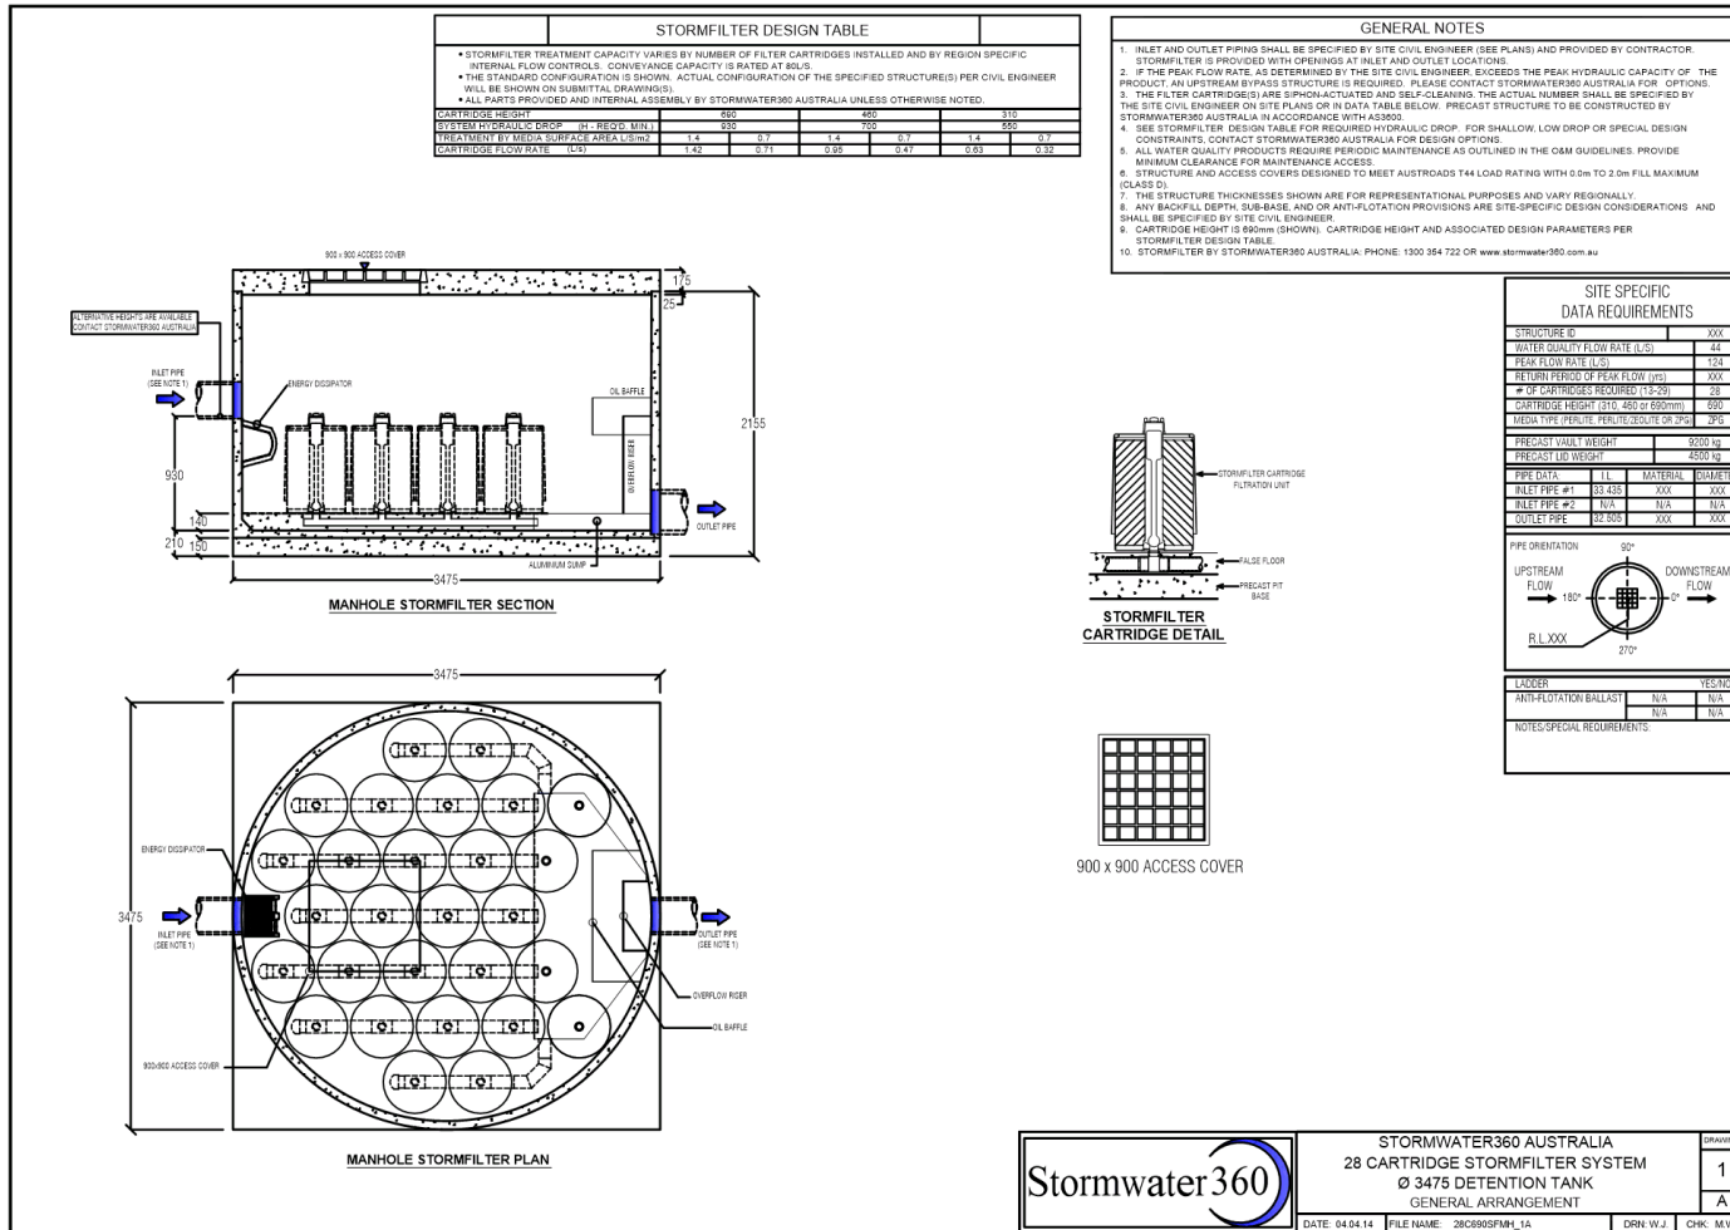 STORMFILTER DESIGN TABLE
• STORMFILTER TREATMENT CAPACITY VARIES BY NUMBER OF FILTER CARTRIDGES INSTALLED AND BY REGION SPECIFIC
INTERNAL FLOW CONTROLS. CONVEYANCE CAPACITY IS RATED AT 80L/S.
• THE STANDARD CONFIGURATION IS SHOWN. ACTUAL CONFIGURATION OF THE SPECIFIED STRUCTURE(S) PER CIVIL ENGINEER
WILL BE SHOWN ON SUBMITTAL DRAWING(S).
• ALL PARTS PROVIDED AND INTERNAL ASSEMBLY BY STORMWATER360 AUSTRALIA UNLESS OTHERWISE NOTED.
CARTRIDGE HEIGHT 690 460 310
SYSTEM HYDRAULIC DROP (H - REQ'D. MIN.) 930 700 550
TREATMENT BY MEDIA SURFACE AREA L/S/m2 1.4 0.7 1.4 0.7 1.4 0.7
CARTRIDGE FLOW RATE (L/s) 1.42 0.71 0.95 0.47 0.63 0.32
GENERAL NOTES
1. INLET AND OUTLET PIPING SHALL BE SPECIFIED BY SITE CIVIL ENGINEER (SEE PLANS) AND PROVIDED BY CONTRACTOR.
STORMFILTER IS PROVIDED WITH OPENINGS AT INLET AND OUTLET LOCATIONS.
2. IF THE PEAK FLOW RATE, AS DETERMINED BY THE SITE CIVIL ENGINEER, EXCEEDS THE PEAK HYDRAULIC CAPACITY OF THE
PRODUCT, AN UPSTREAM BYPASS STRUCTURE IS REQUIRED. PLEASE CONTACT STORMWATER360 AUSTRALIA FOR OPTIONS.
3. THE FILTER CARTRIDGE(S) ARE SIPHON-ACTUATED AND SELF-CLEANING. THE ACTUAL NUMBER SHALL BE SPECIFIED BY
THE SITE CIVIL ENGINEER ON SITE PLANS OR IN DATA TABLE BELOW. PRECAST STRUCTURE TO BE CONSTRUCTED BY
STORMWATER360 AUSTRALIA IN ACCORDANCE WITH AS3600.
4. SEE STORMFILTER DESIGN TABLE FOR REQUIRED HYDRAULIC DROP. FOR SHALLOW, LOW DROP OR SPECIAL DESIGN
CONSTRAINTS, CONTACT STORMWATER360 AUSTRALIA FOR DESIGN OPTIONS.
5. ALL WATER QUALITY PRODUCTS REQUIRE PERIODIC MAINTENANCE AS OUTLINED IN THE O&M GUIDELINES. PROVIDE
MINIMUM CLEARANCE FOR MAINTENANCE ACCESS.
6. STRUCTURE AND ACCESS COVERS DESIGNED TO MEET AUSTROADS T44 LOAD RATING WITH 0.0m TO 2.0m FILL MAXIMUM
(CLASS D).
7. THE STRUCTURE THICKNESSES SHOWN ARE FOR REPRESENTATIONAL PURPOSES AND VARY REGIONALLY.
8. ANY BACKFILL DEPTH, SUB-BASE, AND OR ANTI-FLOTATION PROVISIONS ARE SITE-SPECIFIC DESIGN CONSIDERATIONS AND
SHALL BE SPECIFIED BY SITE CIVIL ENGINEER.
9. CARTRIDGE HEIGHT IS 690mm (SHOWN). CARTRIDGE HEIGHT AND ASSOCIATED DESIGN PARAMETERS PER
STORMFILTER DESIGN TABLE.
10. STORMFILTER BY STORMWATER360 AUSTRALIA: PHONE: 1300 354 722 OR www.stormwater360.com.au
900 x 900 ACCESS COVER
175
25
ALTERNATIVE HEIGHTS ARE AVAILABLE
CONTACT STORMWATER360 AUSTRALIA
INLET PIPE
(SEE NOTE 1)
ENERGY DISSIPATOR
OIL BAFFLE
OVERFLOW RISER
2155
930
140
210
150
OUTLET PIPE
ALUMINIUM SUMP
3475
MANHOLE STORMFILTER SECTION
STORMFILTER CARTRIDGE
FILTRATION UNIT
FALSE FLOOR
PRECAST PIT
BASE
STORMFILTER
CARTRIDGE DETAIL
SITE SPECIFIC
DATA REQUIREMENTS
STRUCTURE ID XXX
WATER QUALITY FLOW RATE (L/S) 44
PEAK FLOW RATE (L/S) 124
RETURN PERIOD OF PEAK FLOW (yrs) XXX
# OF CARTRIDGES REQUIRED (13-29) 28
CARTRIDGE HEIGHT (310, 460 or 690mm) 690
MEDIA TYPE (PERLITE, PERLITE/ZEOLITE OR ZPG) ZPG
PRECAST VAULT WEIGHT 9200 kg
PRECAST LID WEIGHT 4500 kg
PIPE DATA: I.L. MATERIAL DIAMETE
INLET PIPE #1 33.435 XXX XXX
INLET PIPE #2 N/A N/A N/A
OUTLET PIPE 32.505 XXX XXX
PIPE ORIENTATION
90°
UPSTREAM
FLOW
180°
DOWNSTREAM
FLOW
0°
R.L.XXX
270°
LADDER YES/NO
ANTI-FLOTATION BALLAST N/A N/A
N/A N/A
NOTES/SPECIAL REQUIREMENTS:
3475
3475
ENERGY DISSIPATOR
INLET PIPE
(SEE NOTE 1)
OUTLET PIPE
(SEE NOTE 1)
OVERFLOW RISER
OIL BAFFLE
900x900 ACCESS COVER
MANHOLE STORMFILTER PLAN
900 x 900 ACCESS COVER
Stormwater360
STORMWATER360 AUSTRALIA
28 CARTRIDGE STORMFILTER SYSTEM
Ø 3475 DETENTION TANK
GENERAL ARRANGEMENT
DRAWI
1
A
DATE: 04.04.14 FILE NAME: 28C690SFMH_1A DRN: W.J. CHK: M.W